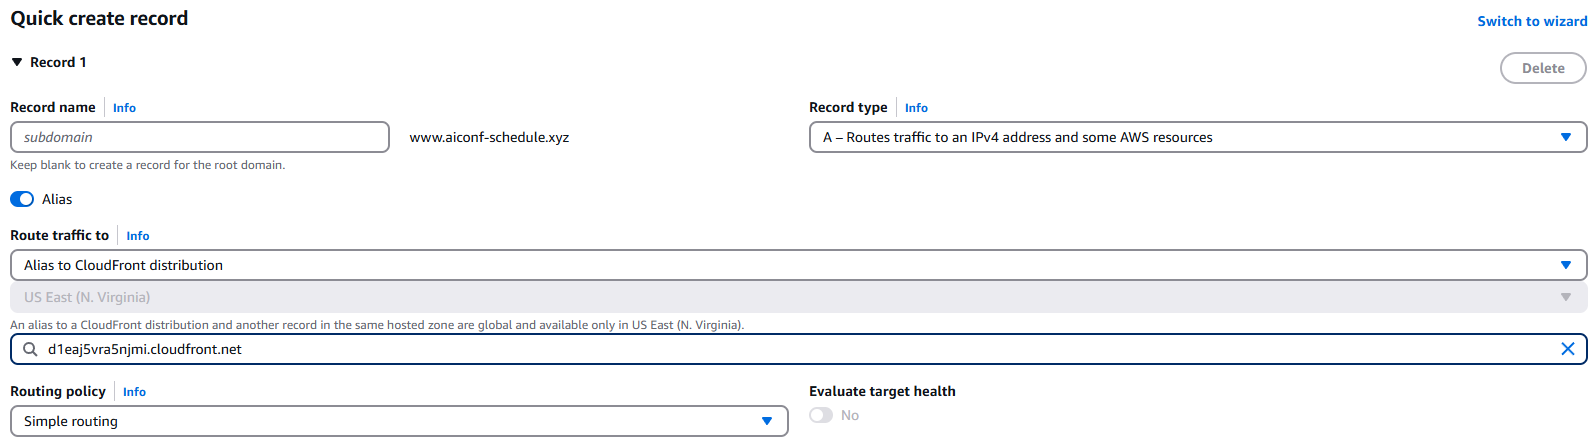 Quick create record
Switch to wizard
Record 1
Delete
Record name Info
Record type Info
subdomain
www.aiconf-schedule.xyz
A – Routes traffic to an IPv4 address and some AWS resources
Keep blank to create a record for the root domain.
Alias
Route traffic to Info
Alias to CloudFront distribution
US East (N. Virginia)
An alias to a CloudFront distribution and another record in the same hosted zone are global and available only in US East (N. Virginia).
d1eaj5vra5njmi.cloudfront.net
Routing policy Info
Evaluate target health
Simple routing
No